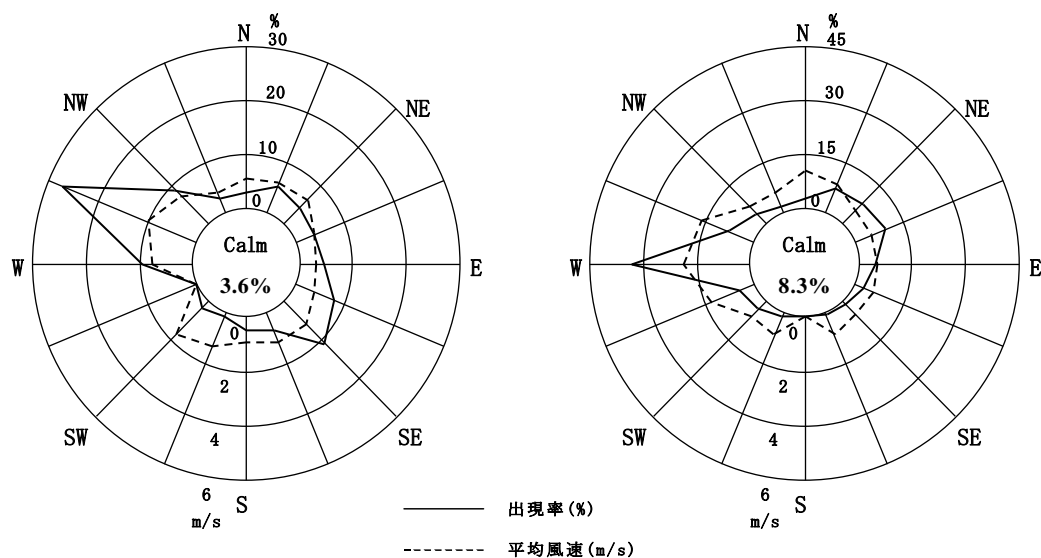 %
N 30
NW
20
NE
10
0
Calm
W
3.6%
E
0
2
SW
4
SE
6
S
m/s
%
N 45
NW
30
NE
15
0
Calm
W
8.3%
E
0
2
SW
4
SE
6
S
m/s
出現率(%)
平均風速(m/s)